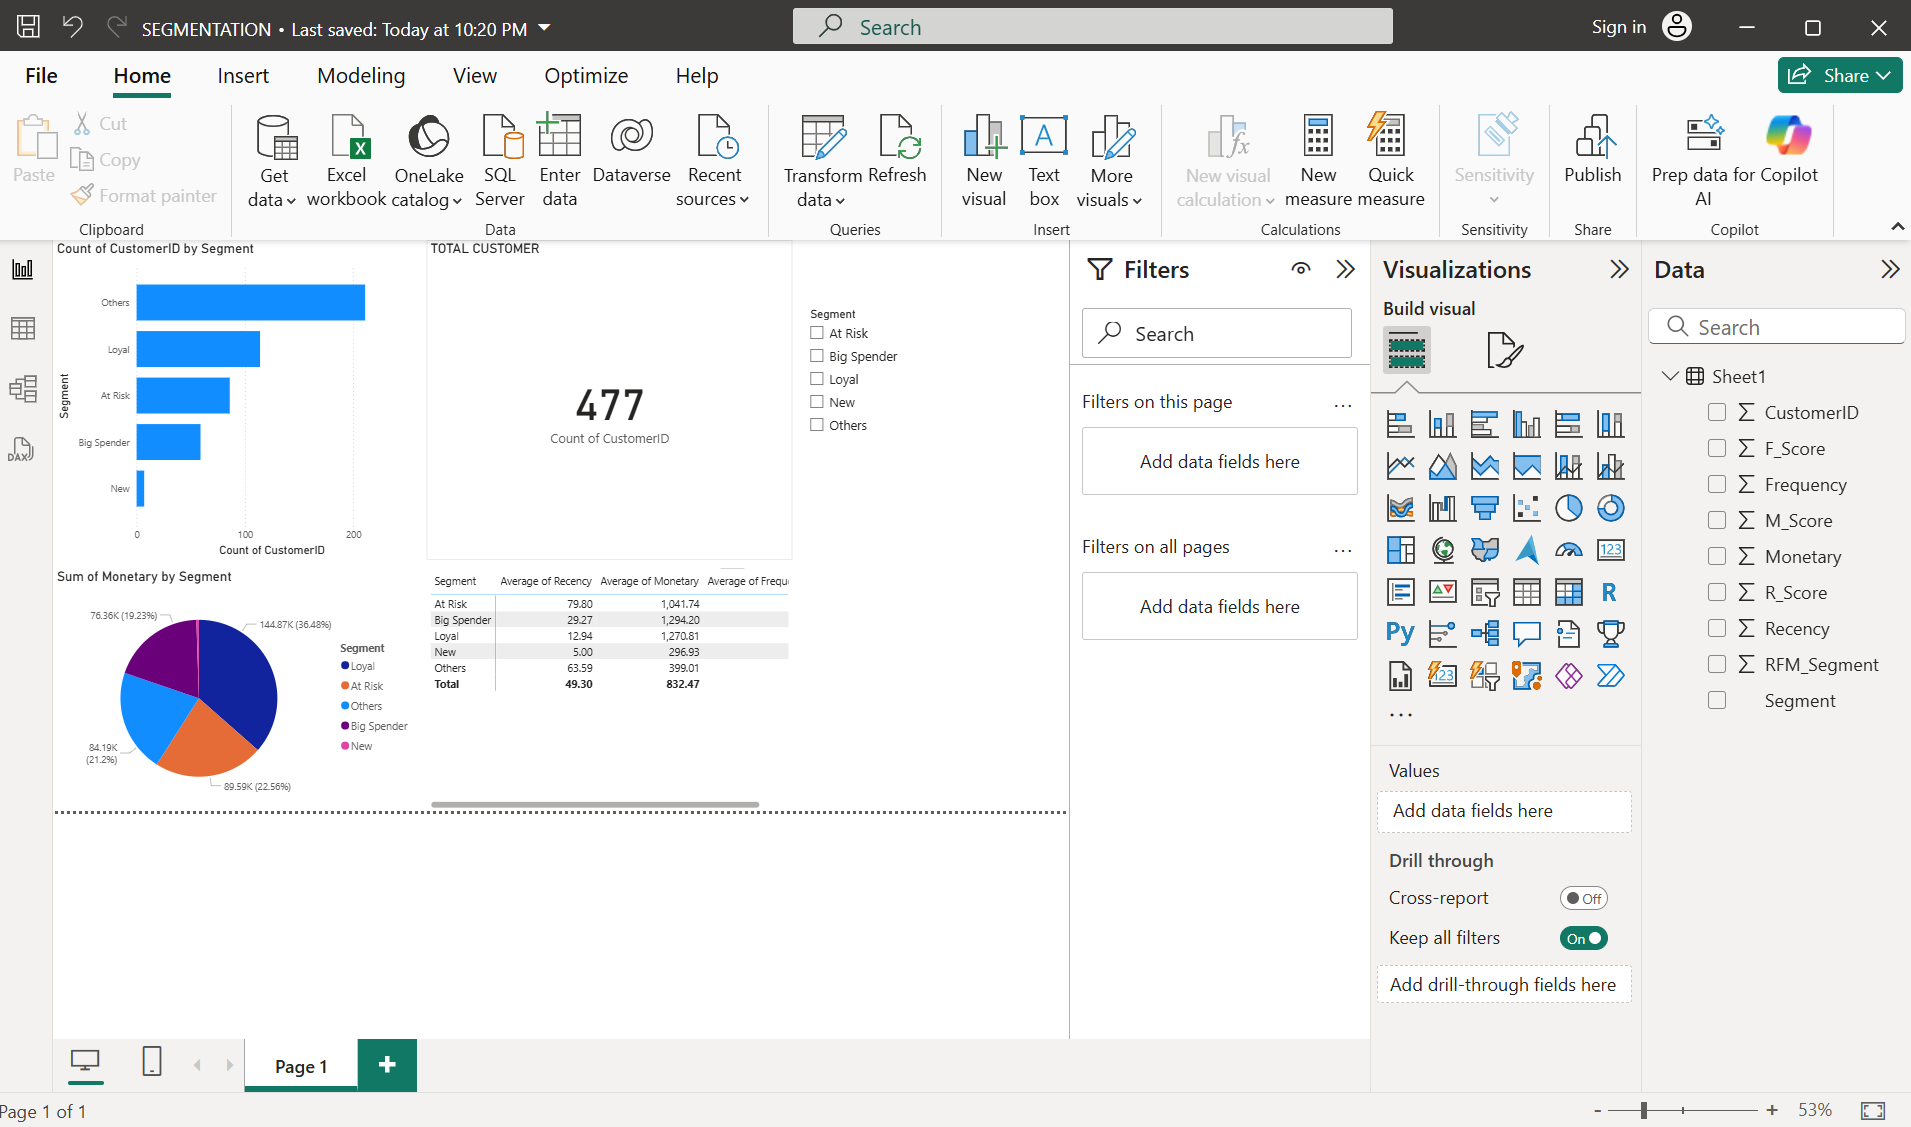 SEGMENTATION • Last saved: Today at 10:20 PM
Search
Sign in
File
Home
Insert
Modeling
View
Optimize
Help
Share
Paste
Cut
Copy
Format painter
Clipboard
Get data
Excel workbook
OneLake catalog
SQL Server
Enter data
Dataverse
Recent sources
Data
Transform data
Refresh
Queries
New visual
Text box
More visuals
Insert
New visual calculation
New measure
Quick measure
Calculations
Sensitivity
Sensitivity
Publish
Share
Prep data for AI
Copilot
Copilot
Count of CustomerID by Segment
Segment
Others
Loyal
At Risk
Big Spender
New
0
100
200
Count of CustomerID
TOTAL CUSTOMER
477
Count of CustomerID
Segment
At Risk
Big Spender
Loyal
New
Others
Sum of Monetary by Segment
76.36K (19.23%)
144.87K (36.48%)
84.19K
(21.2%)
89.59K (22.56%)
Segment
Loyal
At Risk
Others
Big Spender
New
Segment Average of Recency Average of Monetary Average of Frequ
At Risk 79.80 1,041.74
Big Spender 29.27 1,294.20
Loyal 12.94 1,270.81
New 5.00 296.93
Others 63.59 399.01
Total 49.30 832.47
Filters
Search
Filters on this page
...
Add data fields here
Filters on all pages
...
Add data fields here
Visualizations
Build visual
123
R
Py
123
...
Values
Add data fields here
Drill through
Cross-report
Off
Keep all filters
On
Add drill-through fields here
Data
Search
Sheet1
CustomerID
F_Score
Frequency
M_Score
Monetary
R_Score
Recency
RFM_Segment
Segment
DAX
Page 1
+
Page 1 of 1
- + 53%